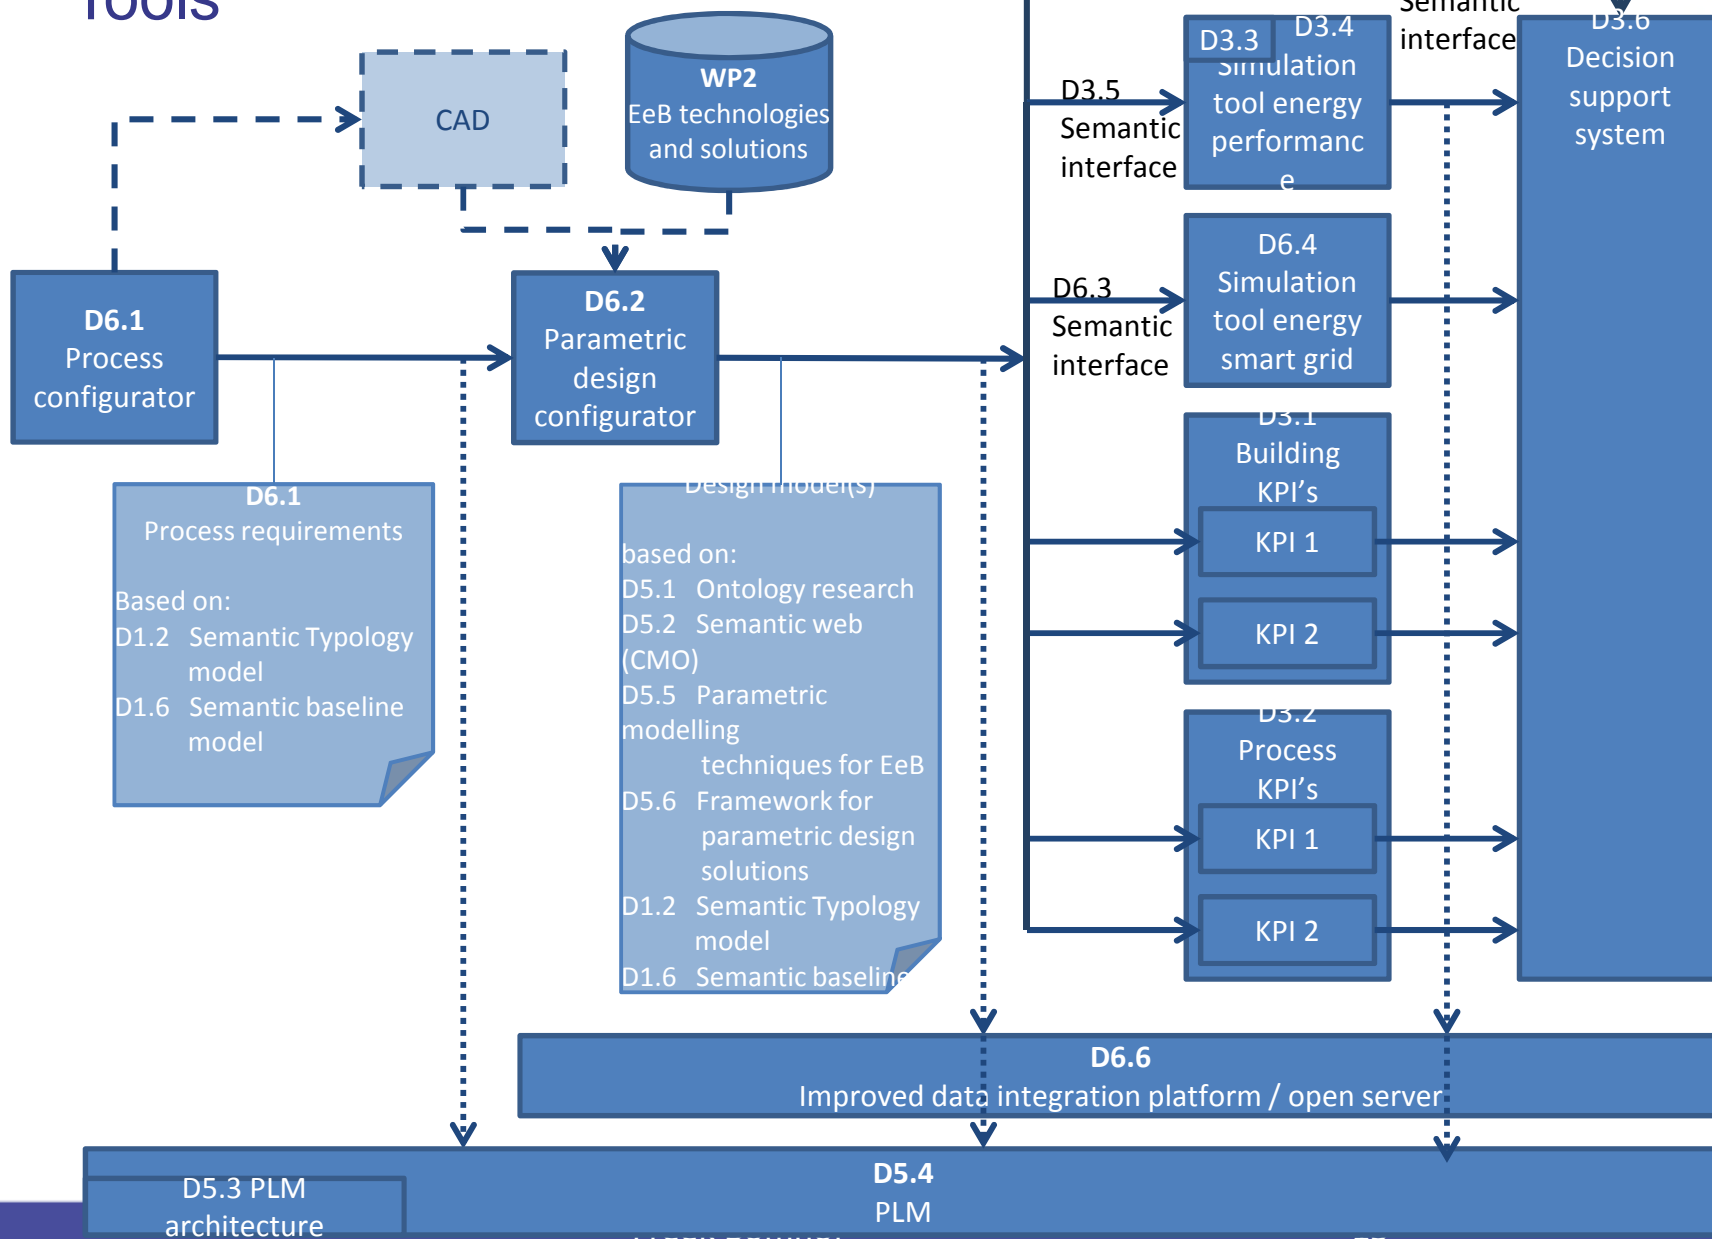 Tools
CAD
WP2
EeB technologies
and solutions
D6.1
Process
configurator
D6.2
Parametric
design
configurator
D6.1
Process requirements
Based on:
D1.2 Semantic Typology
model
D1.6 Semantic baseline
model
Design model(s)
based on:
D5.1 Ontology research
D5.2 Semantic web
(CMO)
D5.5 Parametric
modelling
techniques for EeB
D5.6 Framework for
parametric design
solutions
D1.2 Semantic Typology
model
D1.6 Semantic baseline
D3.5
Semantic
interface
D6.3
Semantic
interface
D3.3
D3.4
Simulation
tool energy
performanc
e
Semantic
interface
D3.6
Decision
support
system
D6.4
Simulation
tool energy
smart grid
D3.1
Building
KPI's
KPI 1
KPI 2
D3.2
Process
KPI's
KPI 1
KPI 2
D6.6
Improved data integration platform / open server
D5.4
PLM
D5.3 PLM
architecture